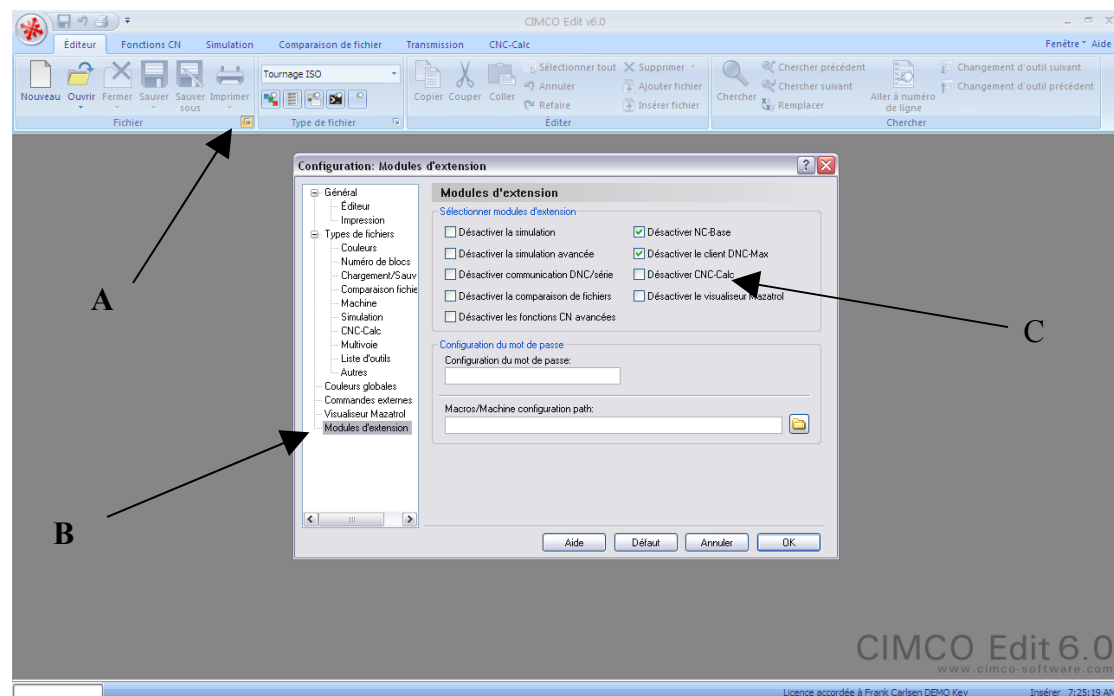 CIMCO Edit v6.0
Éditeur Fonctions CN Simulation Comparaison de fichier Transmission CNC-Calc Fenêtre Aide
Nouveau Ouvrir Fermer Sauver Sauver sous Imprimer
Fichier
Tournage ISO
Type de fichier
Copier Couper Coller
Sélectionner tout
Annuler
Refaire
Supprimer
Ajouter fichier
Insérer fichier
Éditer
Chercher
Chercher précédent
Chercher suivant
Remplacer
Aller à numéro de ligne
Changement d'outil suivant
Changement d'outil précédent
Chercher
A
Configuration: Modules d'extension
Général
Éditeur
Impression
Types de fichiers
Couleurs
Numéro de blocs
Chargement/Sauv
Comparaison fichie
Machine
Simulation
CNC-Calc
Multivoie
Liste d'outils
Autres
Couleurs globales
Commandes externes
Visualiseur Mazatrol
Modules d'extension
B
Modules d'extension
Sélectionner modules d'extension
Désactiver la simulation
Désactiver la simulation avancée
Désactiver communication DNC/série
Désactiver la comparaison de fichiers
Désactiver les fonctions CN avancées
Désactiver NC-Base
Désactiver le client DNC-Max
Désactiver CNC-Calc
Désactiver le visualiseur Mazatrol
C
Configuration du mot de passe
Configuration du mot de passe:
Macros/Machine configuration path:
Aide Défaut Annuler OK
CIMCO Edit 6.0
www.cimco-software.com
Licence accordée à Frank Carlsen DEMO Key Insérer 7:25:19 AM